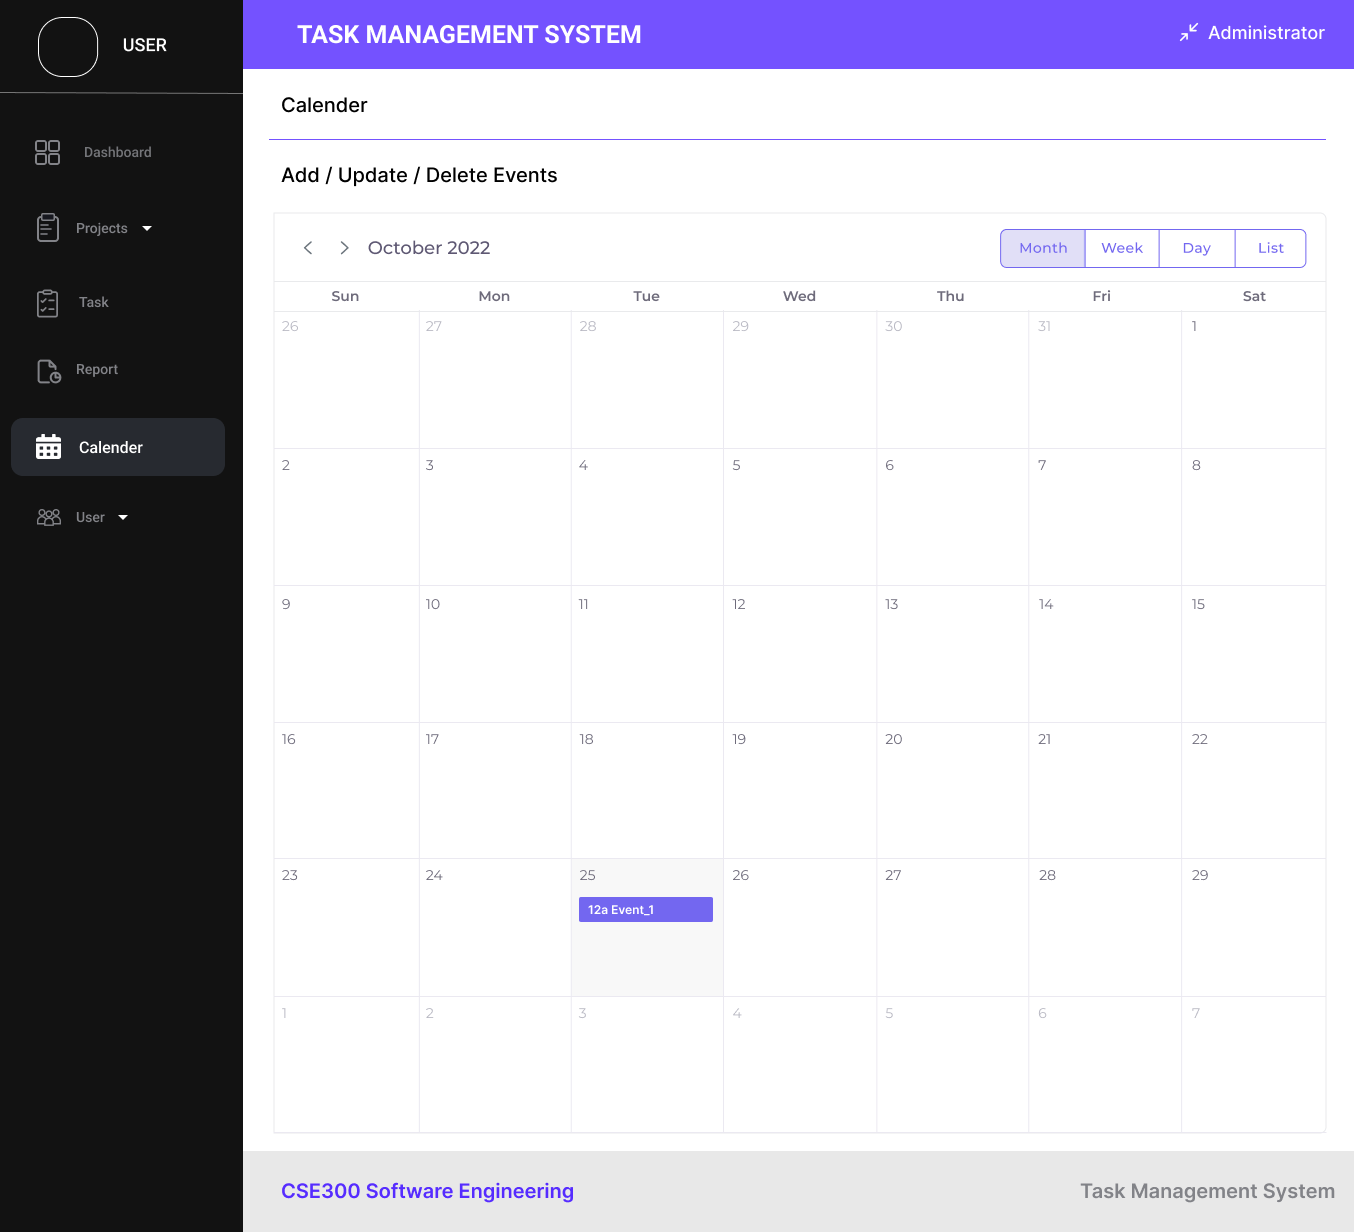 USER
TASK MANAGEMENT SYSTEM
Administrator
Dashboard
Projects
Task
Report
Calender
User
Calender
Add / Update / Delete Events
October 2022
Month Week Day List
Sun Mon Tue Wed Thu Fri Sat
26 27 28 29 30 31 1
2 3 4 5 6 7 8
9 10 11 12 13 14 15
16 17 18 19 20 21 22
23 24 25 26 27 28 29
12a Event_1
1 2 3 4 5 6 7
CSE300 Software Engineering
Task Management System